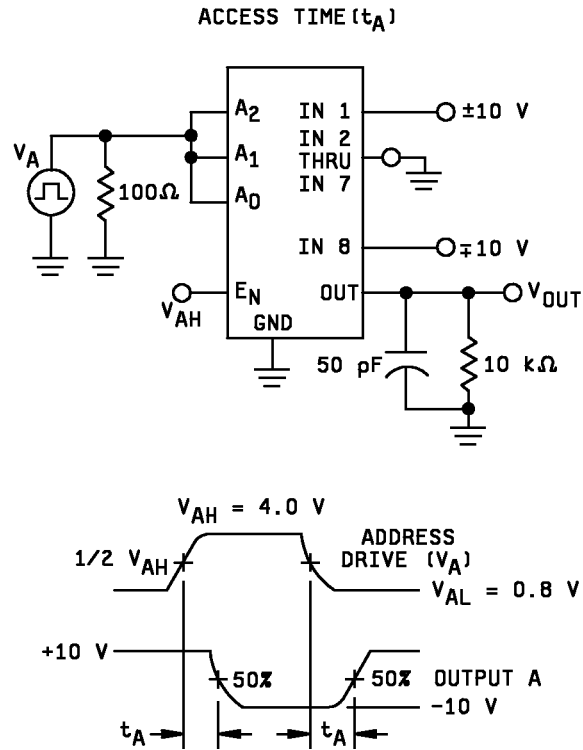 ACCESS TIME(tA)
A2
IN 1
±10 V
IN 2
VA
A1
THRU
IN 7
100Ω
A0
IN 8
∓10 V
EN
OUT
VOUT
VAH
GND
50 pF
10 kΩ
VAH = 4.0 V
ADDRESS
DRIVE (VA)
1/2 VAH
VAL = 0.8 V
+10 V
50%
50%
OUTPUT A
-10 V
tA
tA